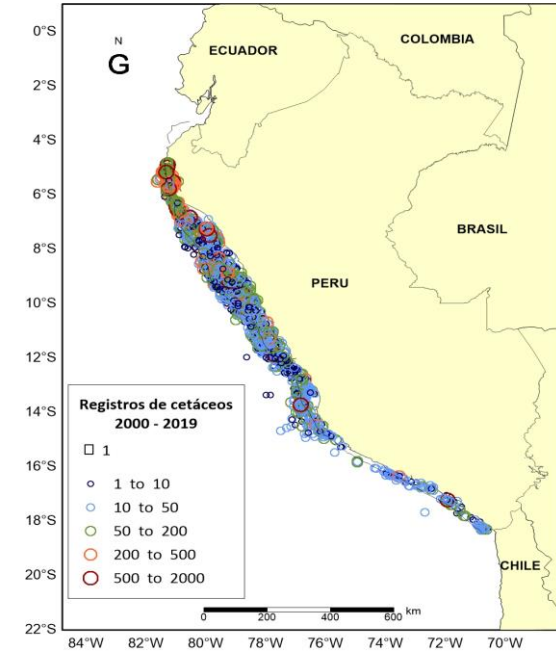 0°S
ECUADOR
COLOMBIA
N
G
2°S
4°S
6°S
8°S
BRASIL
PERU
10°S
12°S
14°S
Registros de cetáceos
2000 - 2019
1
1 to 10
10 to 50
50 to 200
200 to 500
500 to 2000
16°S
18°S
CHILE
20°S
0 200 400 600 km
22°S
84°W 82°W 80°W 78°W 76°W 74°W 72°W 70°W